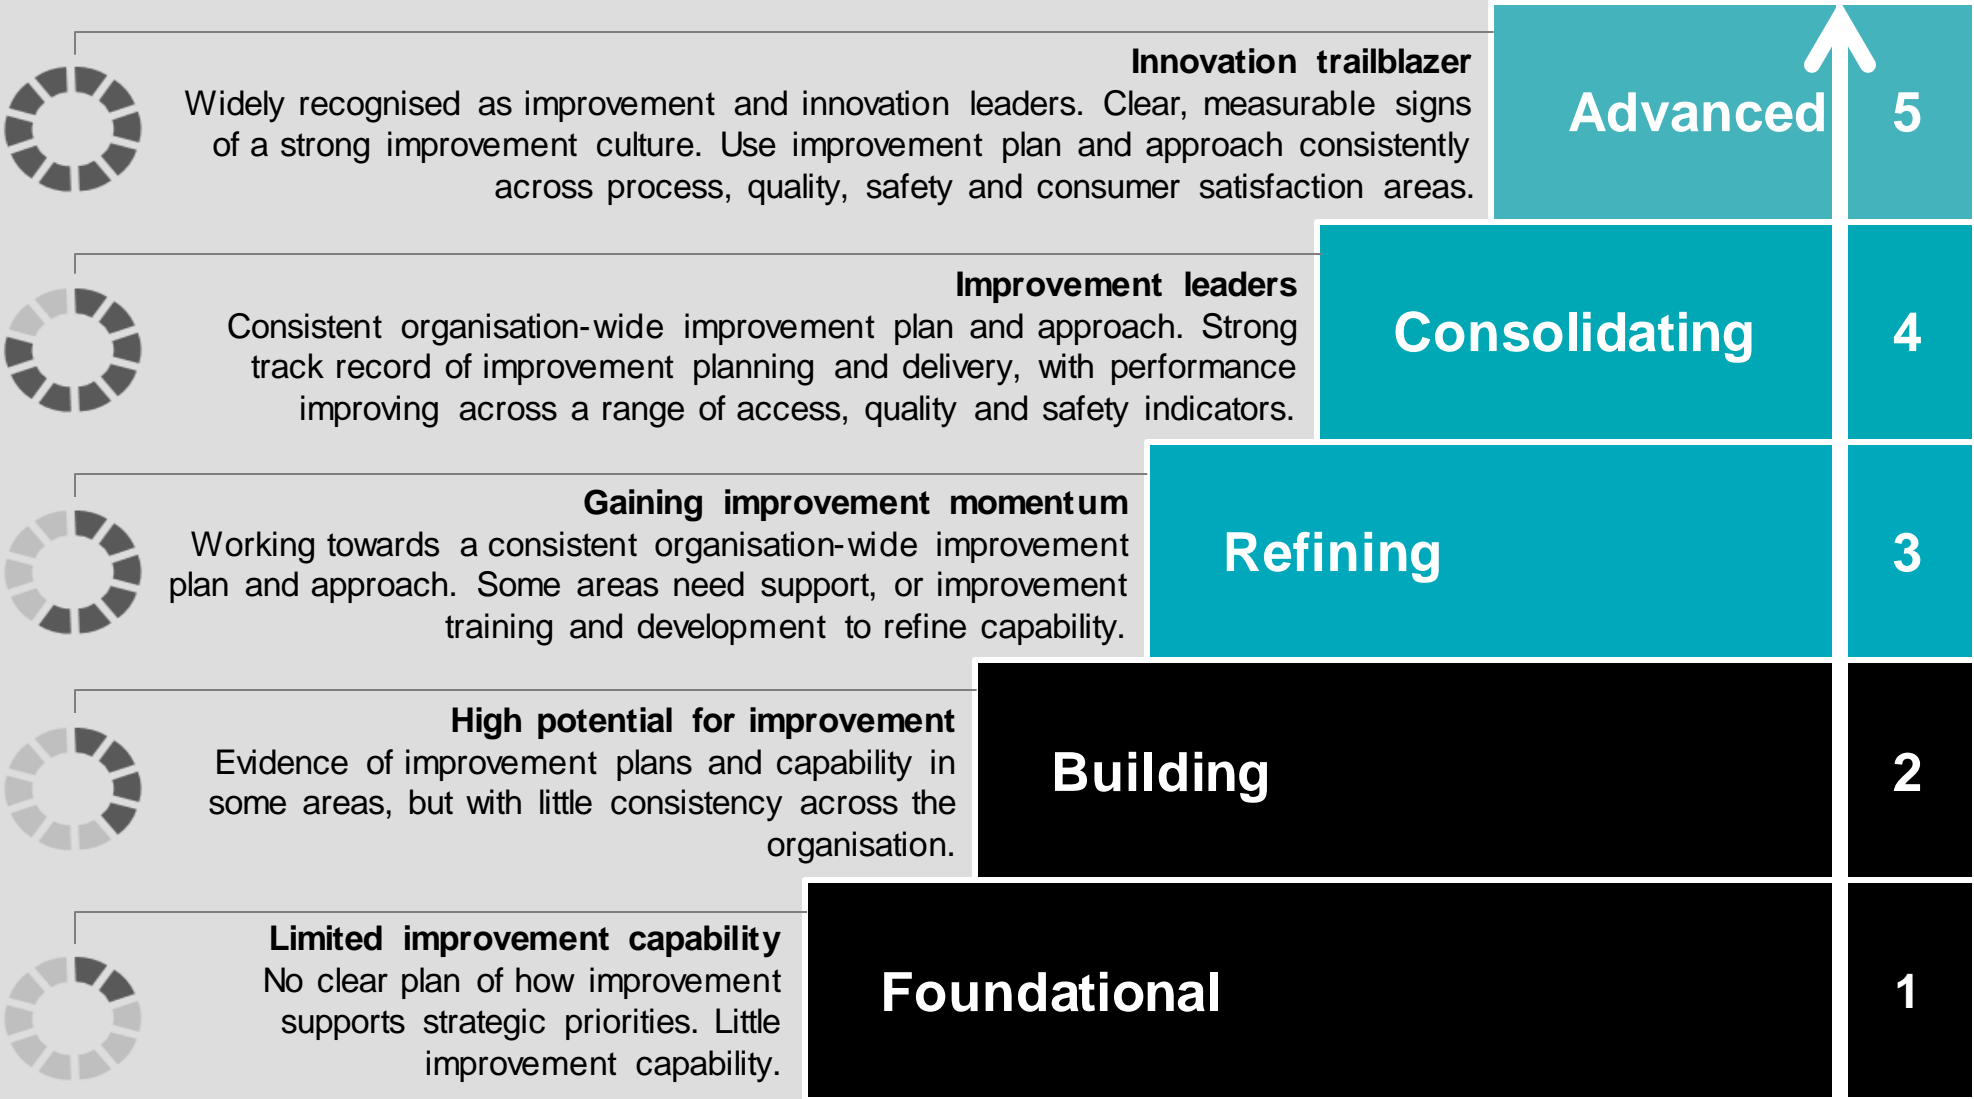 Innovation trailblazer
Widely recognised as improvement and innovation leaders. Clear, measurable signs
of a strong improvement culture. Use improvement plan and approach consistently
across process, quality, safety and consumer satisfaction areas.
Advanced 5
Improvement leaders
Consistent organisation-wide improvement plan and approach. Strong
track record of improvement planning and delivery, with performance
improving across a range of access, quality and safety indicators.
Consolidating 4
Gaining improvement momentum
Working towards a consistent organisation-wide improvement
plan and approach. Some areas need support, or improvement
training and development to refine capability.
Refining 3
High potential for improvement
Evidence of improvement plans and capability in
some areas, but with little consistency across the
organisation.
Building 2
Limited improvement capability
No clear plan of how improvement
supports strategic priorities. Little
improvement capability.
Foundational 1